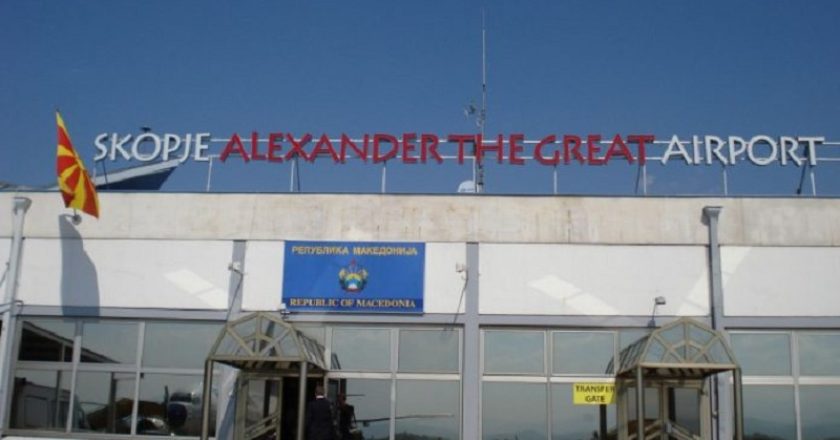 SKOPJE ALEXANDER THE GREAT AIRPORT
РЕПУБЛИКА МАКЕДОНИЈА
REPUBLIC OF MACEDONIA
TRANSFER
GATE